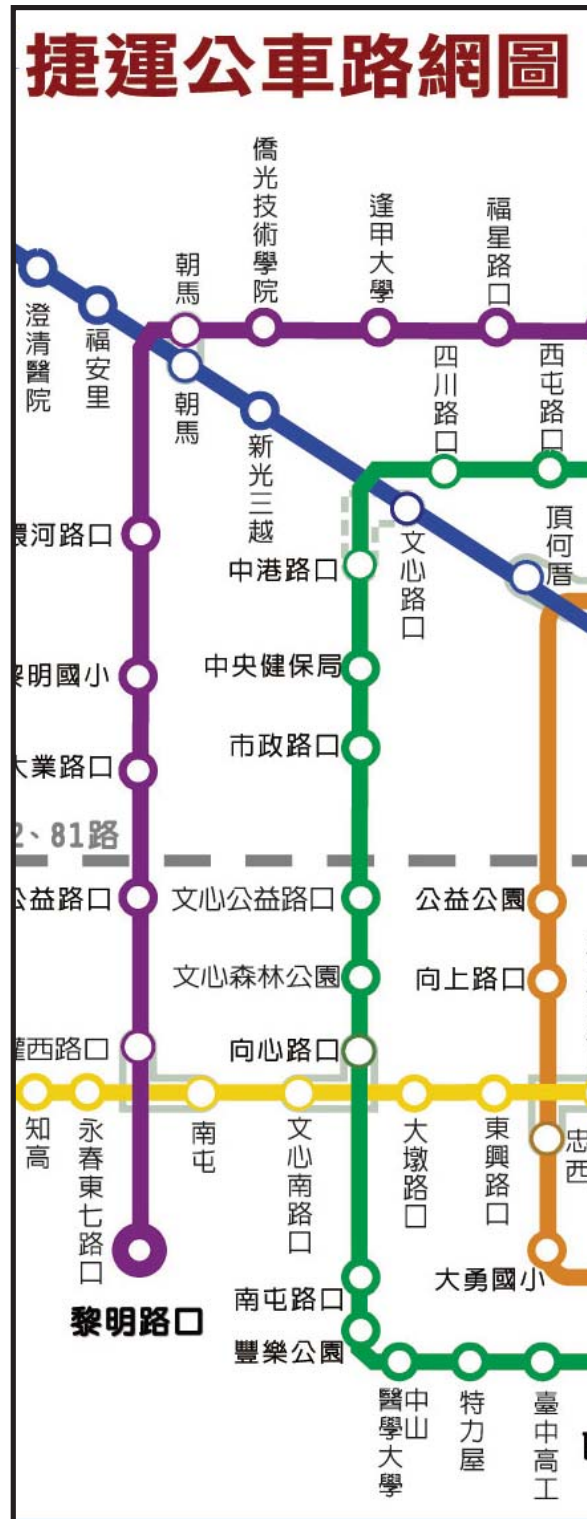 捷運公車路網圖
僑光技術學院
逢甲大學
福星路口
朝馬
澄清醫院
福安里
朝馬
新光三越
四川路口
西屯路口
河路口
文心路口
頂何厝
中港路口
明國小
中央健保局
業路口
市政路口
2、81路
益路口
文心公益路口
公益公園
文心森林公園
向上路口
西路口
向心路口
知高
永春東七路口
南屯
文心南路口
大墩路口
東興路口
忠
西
黎明路口
南屯路口
大勇國小
豐樂公園
中山
醫學大學
特力屋
臺中高工